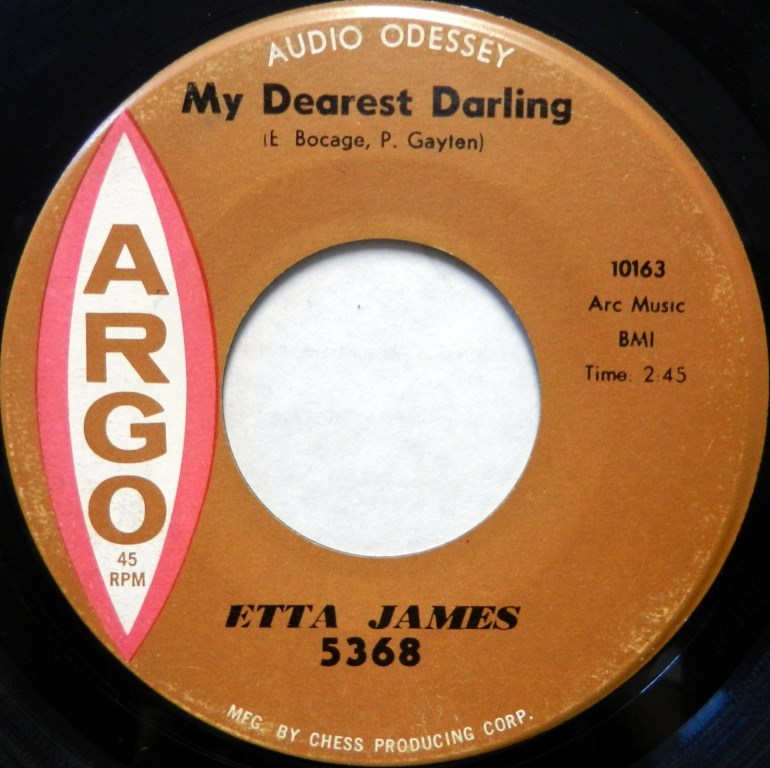 AUDIO ODESSEY
My Dearest Darling
(E Bocage, P. Gayten)
ARGO
45
RPM
10163
Arc Music
BMI
Time. 2:45
ETTA JAMES
5368
MFG. BY CHESS PRODUCING CORP.